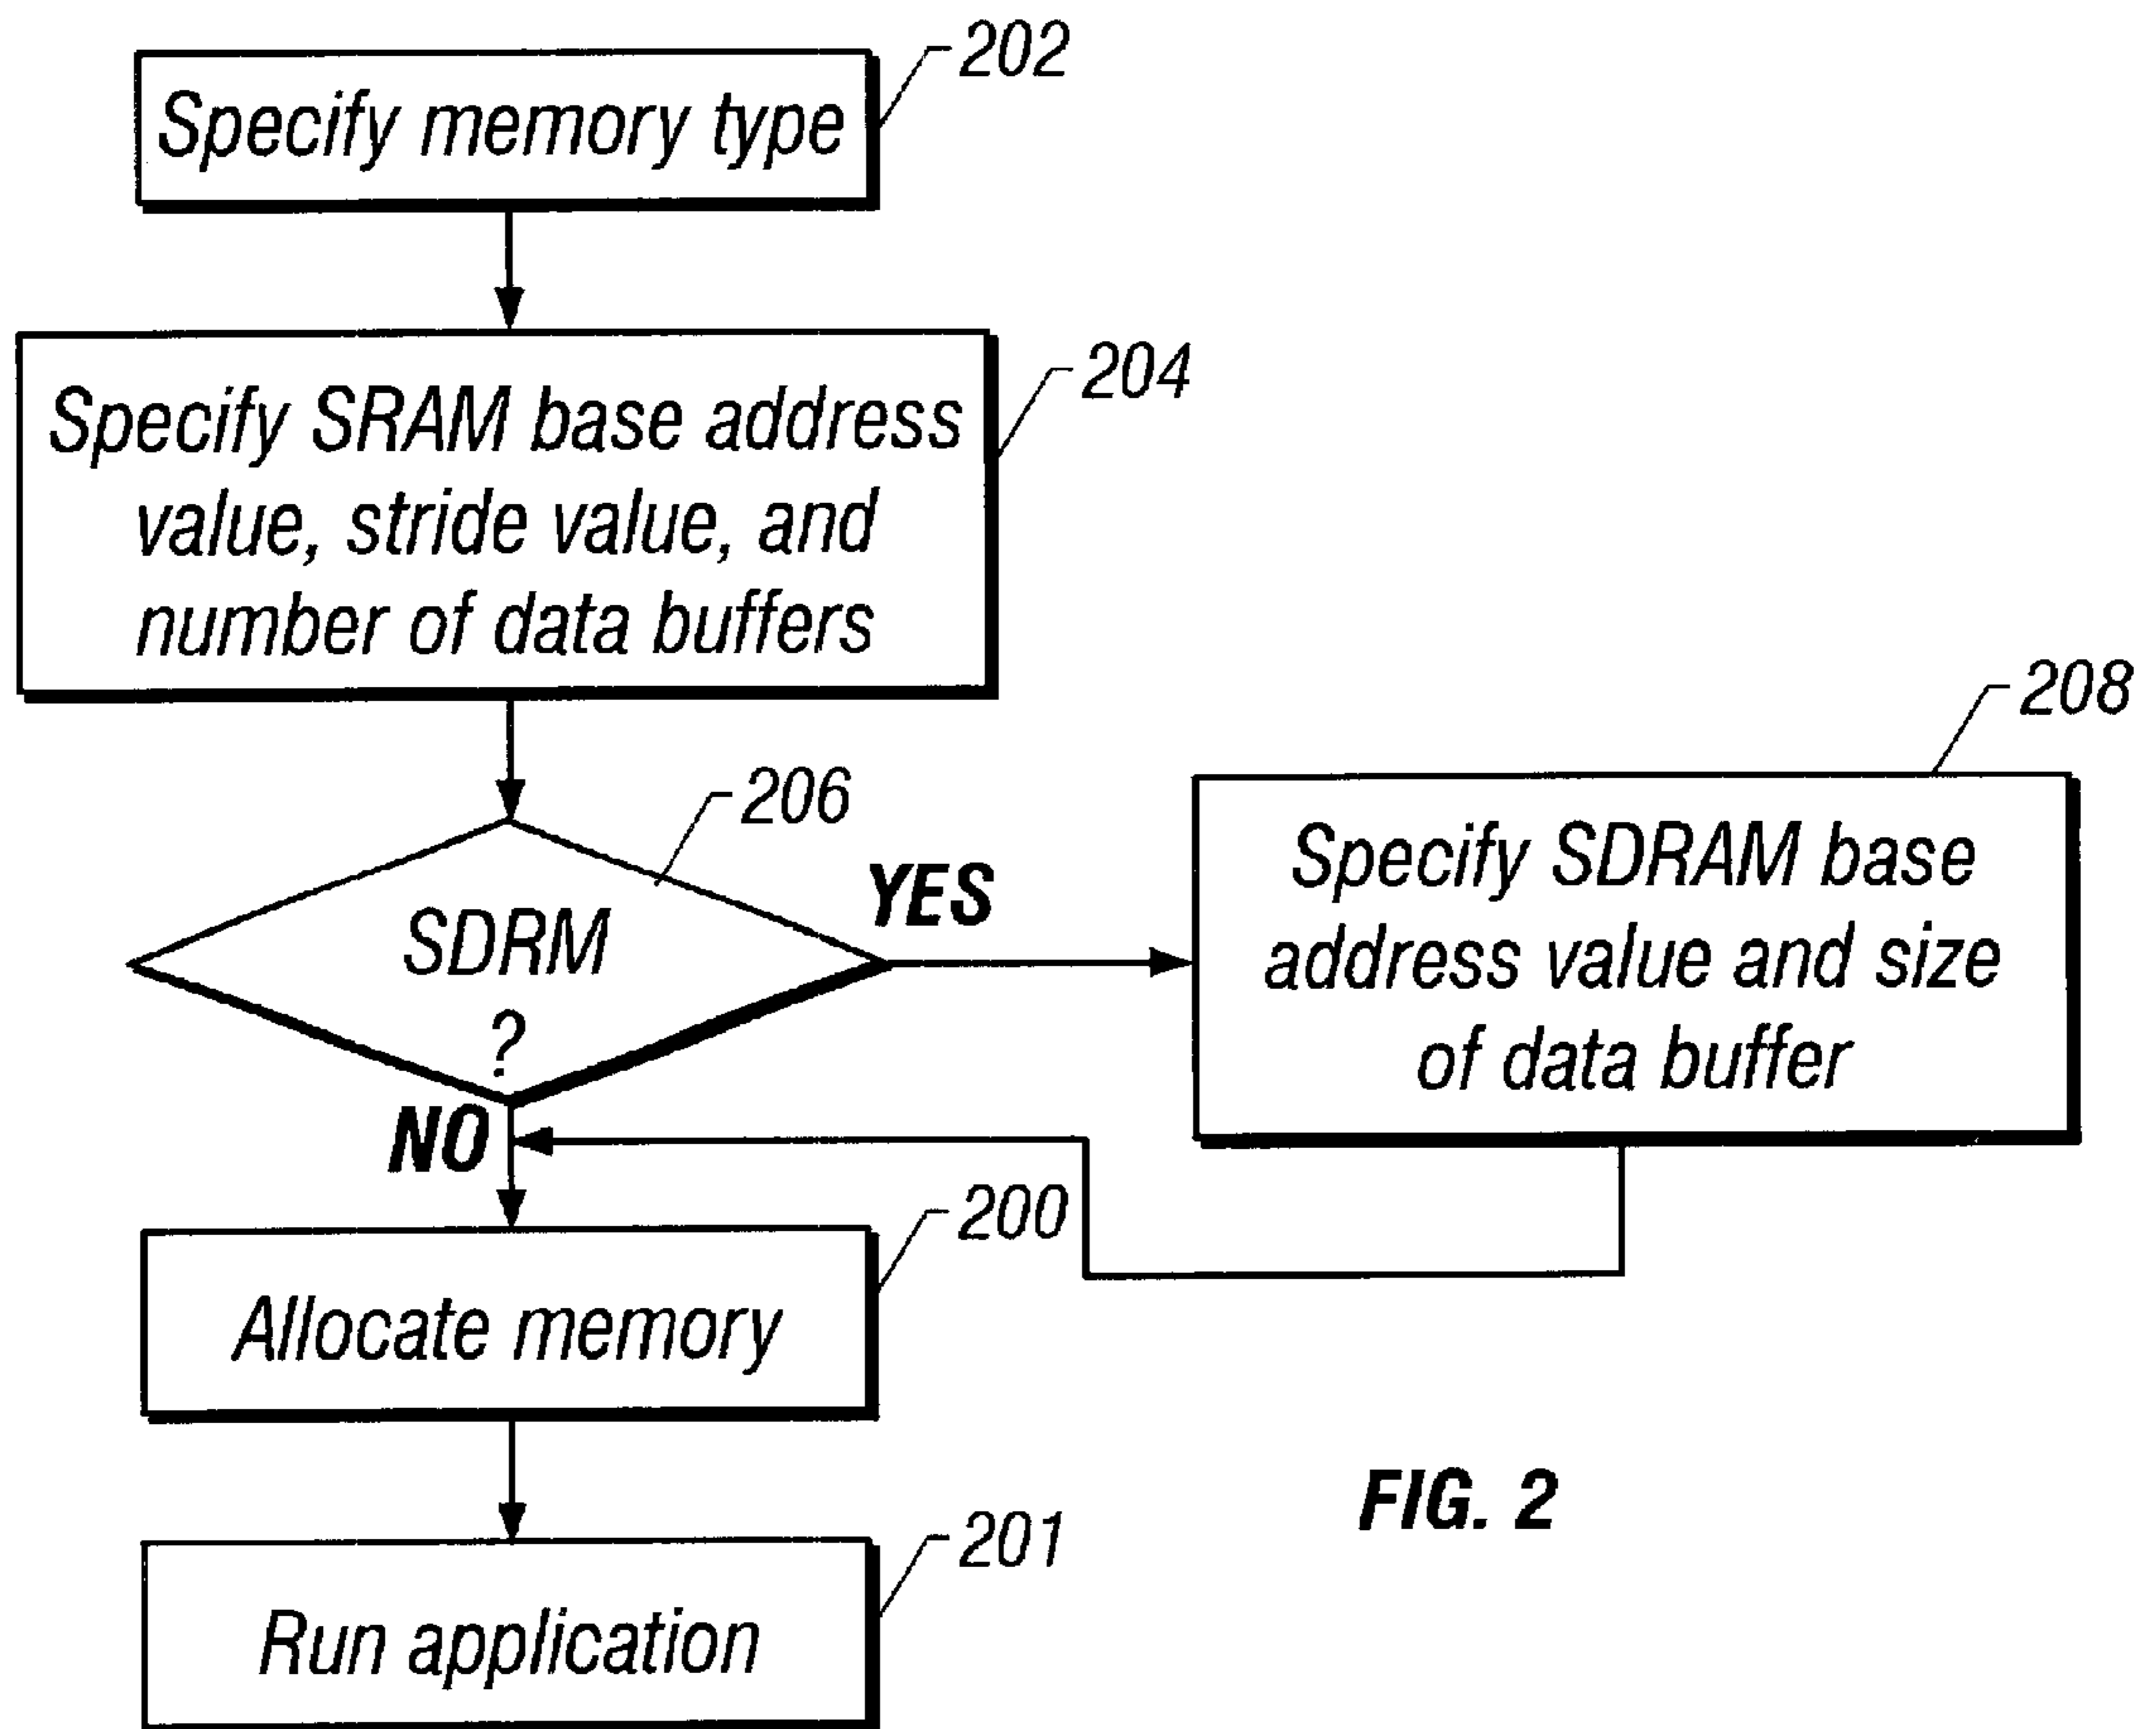 202
Specify memory type
204
Specify SRAM base address
value, stride value, and
number of data buffers
206
SDRM
?
YES
208
Specify SDRAM base
address value and size
of data buffer
NO
200
Allocate memory
201
Run application
FIG. 2